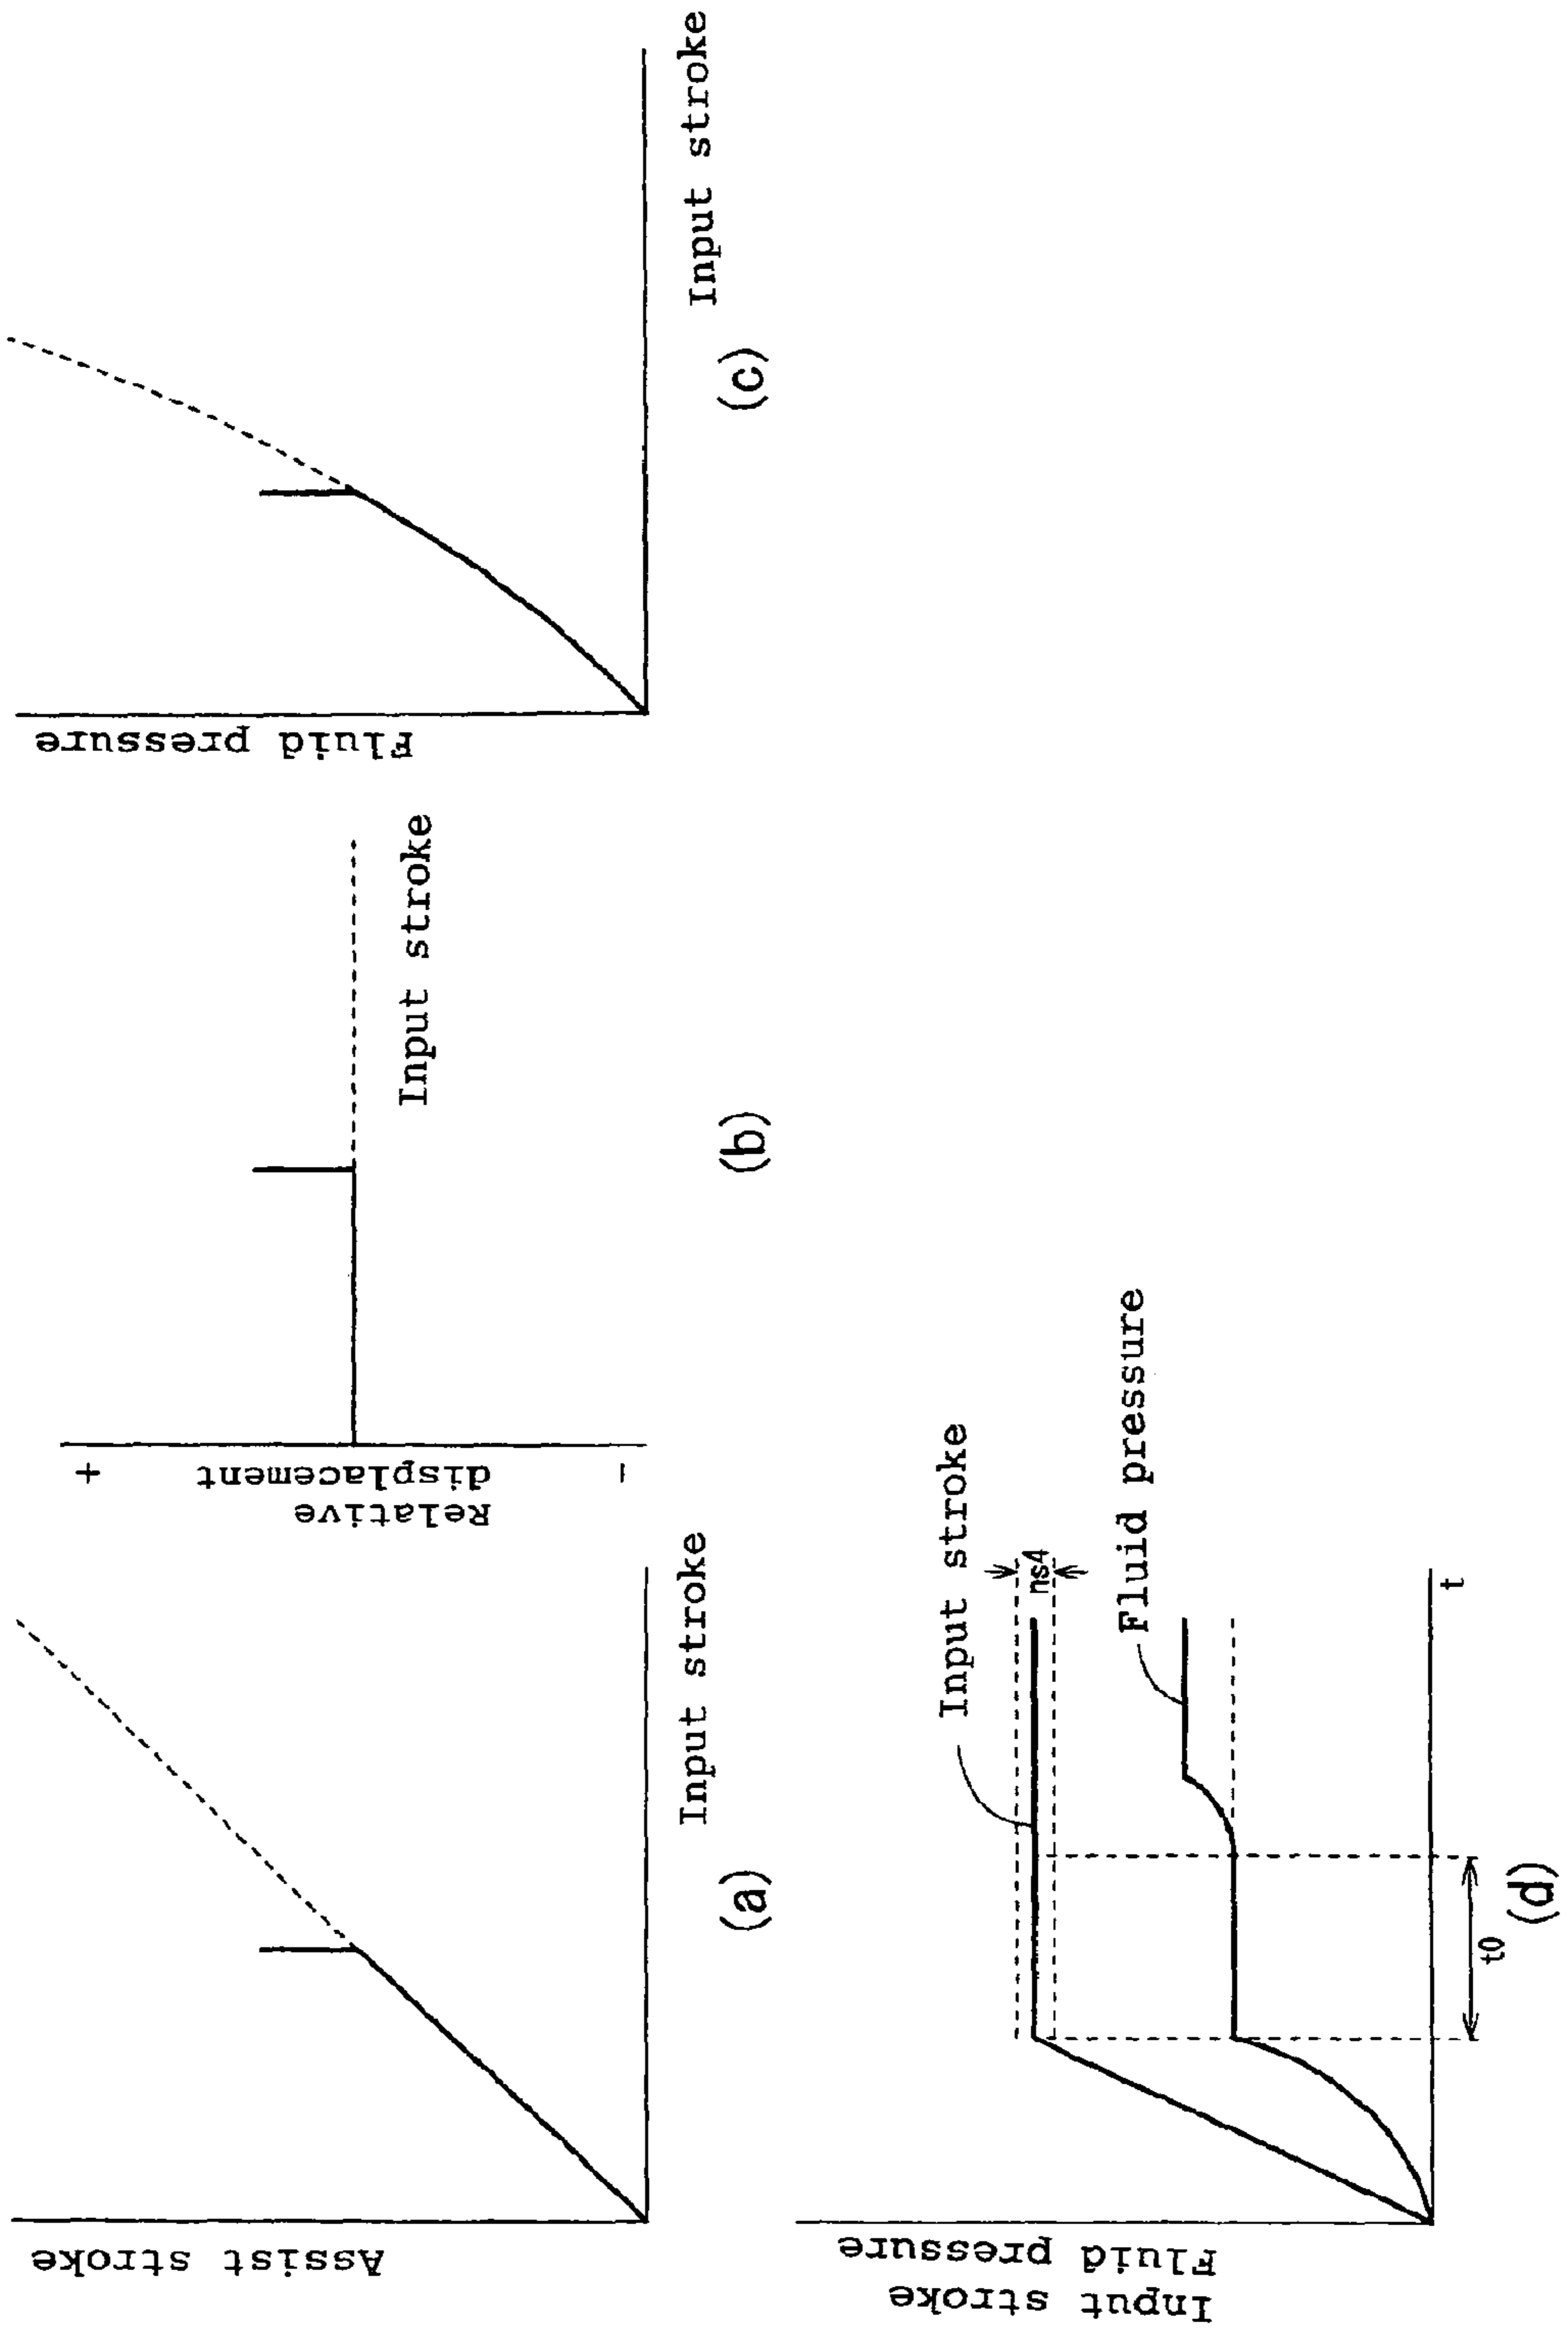 Assist stroke
Input stroke
(a)
+
Relative
displacement
-
Input stroke
(b)
Fluid pressure
Input stroke
(c)
Input stroke
Fluid pressure
Input stroke
ns4
Fluid pressure
t
t0
(d)